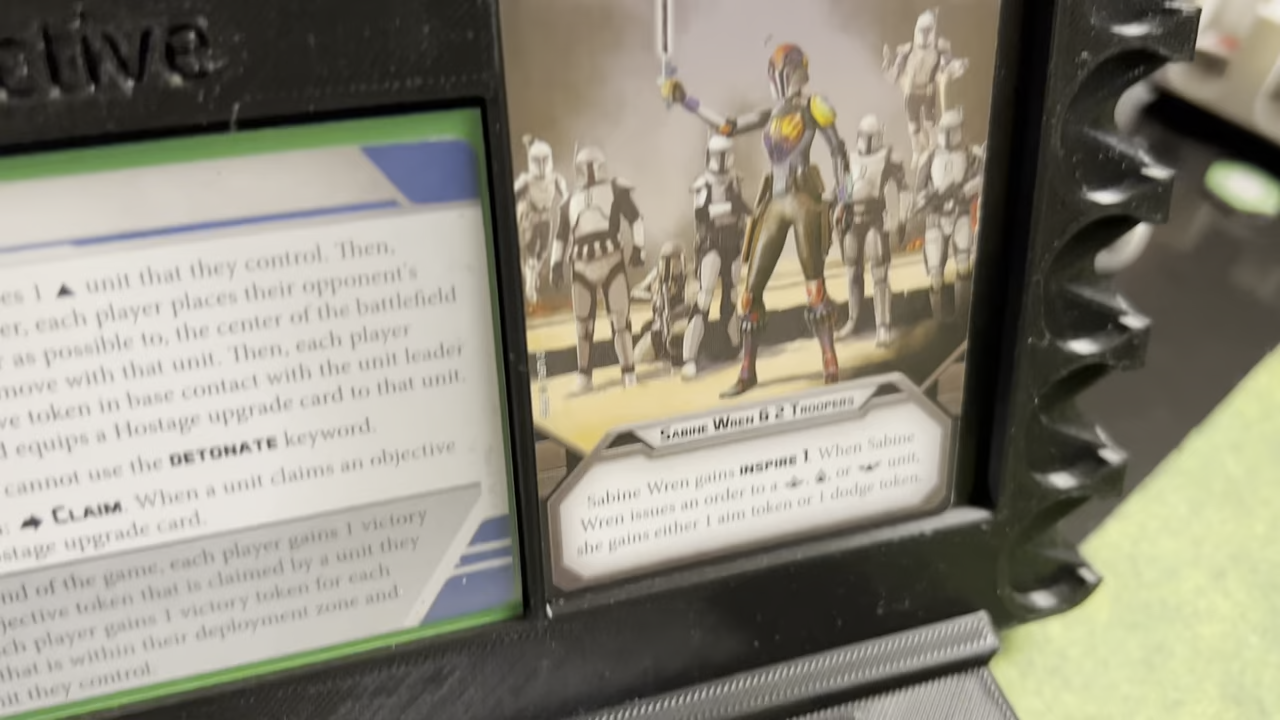 ctive
es 1 ▲ unit that they control. Then,
er, each player places their opponent's
r as possible to, the center of the battlefield
move with that unit. Then, each player
ve token in base contact with the unit leader
d equips a Hostage upgrade card to that unit.
cannot use the DETONATE keyword.
: CLAIM. When a unit claims an objective
ostage upgrade card.
nd of the game, each player gains 1 victory
jective token that is claimed by a unit they
ch player gains 1 victory token for each
that is within their deployment zone and
nit they control.
SABINE WREN & 2 TROOPERS
Sabine Wren gains INSPIRE 1. When Sabine
Wren issues an order to a , , or unit,
she gains either 1 aim token or 1 dodge token.